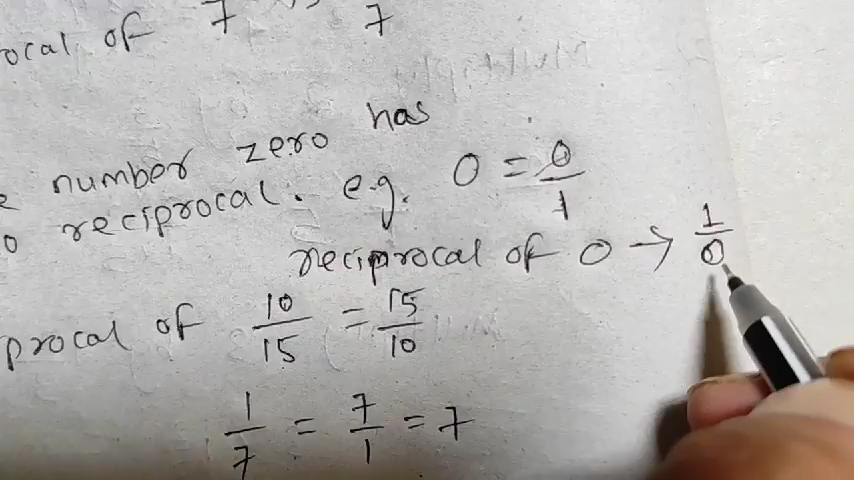 ocal of 7 7
number zero has
o reciprocal. e.g. 0 = 0/1
reciprocal of 0 → 1/0
procal of 10/15 = 15/10
1/7 = 7/1 = 7